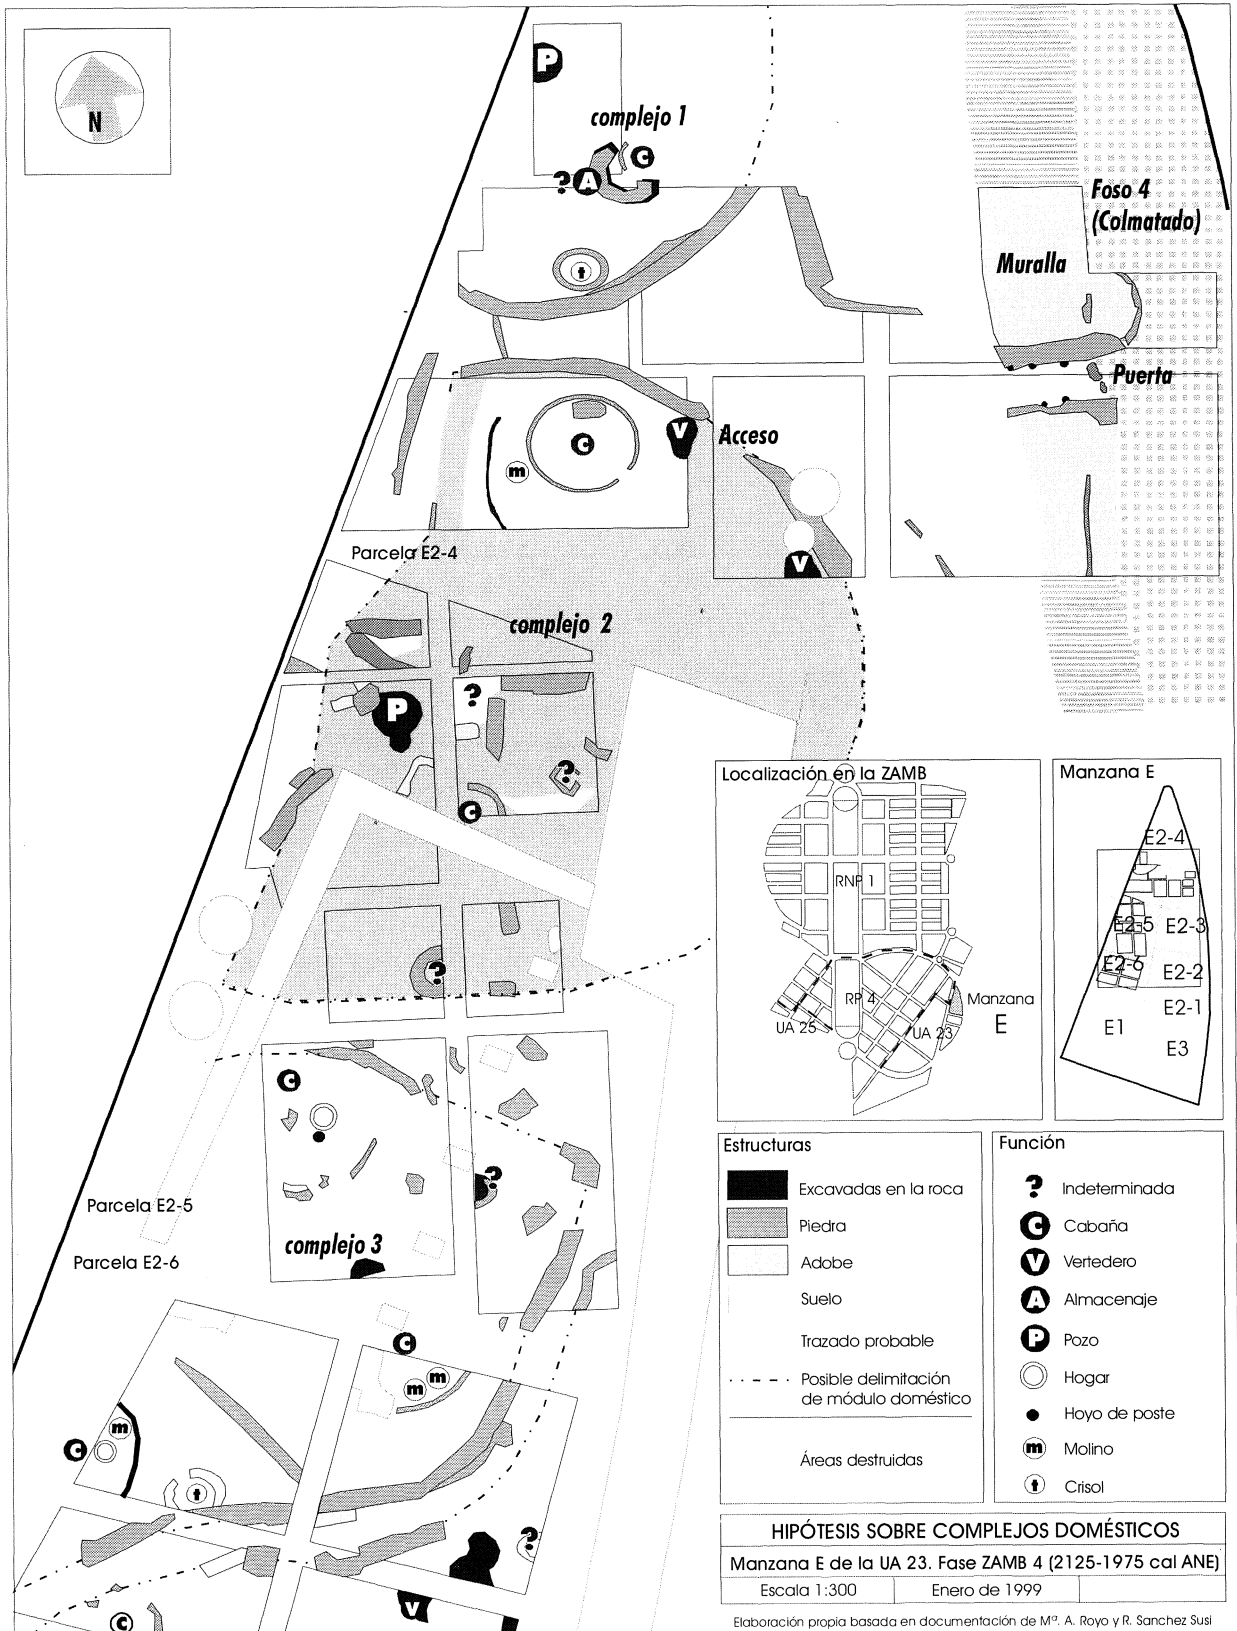 N
P
complejo 1
C
? A
Foso 4
(Colmatado)
Muralla
t
Puerta
V
Acceso
C
m
Parcela E2-4
V
complejo 2
?
P
?
C
Localización en la ZAMB
RNP 1
RP 4
UA 25
UA 23
Manzana
E
Manzana E
E2-4
E2-5
E2-3
E2-6
E2-2
E2-1
E1
E3
?
C
?
Parcela E2-5
complejo 3
Parcela E2-6
C
m
m
m
C
t
?
V
C
Estructuras
Excavadas en la roca
Piedra
Adobe
Suelo
Trazado probable
Posible delimitación
de módulo doméstico
Áreas destruidas
Función
? Indeterminada
C Cabaña
V Vertedero
A Almacenaje
P Pozo
Hogar
Hoyo de poste
m Molino
t Crisol
HIPÓTESIS SOBRE COMPLEJOS DOMÉSTICOS
Manzana E de la UA 23. Fase ZAMB 4 (2125-1975 cal ANE)
Escala 1:300
Enero de 1999
Elaboración propia basada en documentación de Mª. A. Royo y R. Sanchez Susi